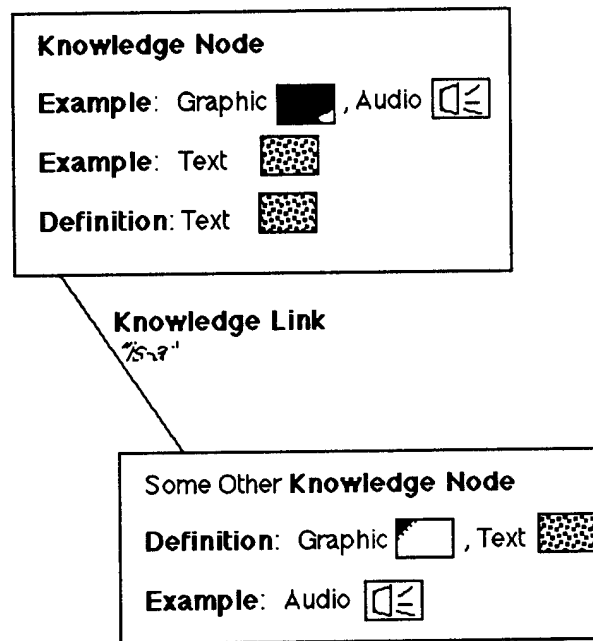 Knowledge Node
Example: Graphic , Audio
Example: Text
Definition: Text
Knowledge Link
"is-a"
Some Other Knowledge Node
Definition: Graphic , Text
Example: Audio